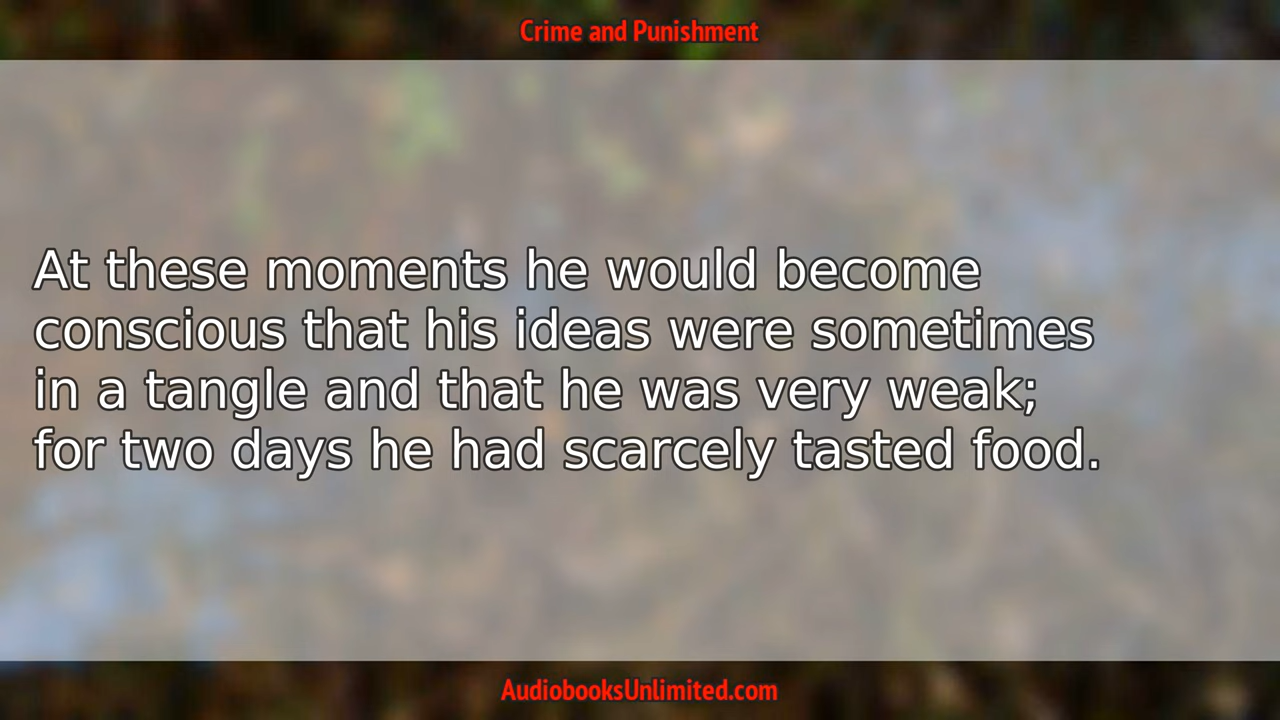 Crime and Punishment
At these moments he would become
conscious that his ideas were sometimes
in a tangle and that he was very weak;
for two days he had scarcely tasted food.
AudiobooksUnlimited.com